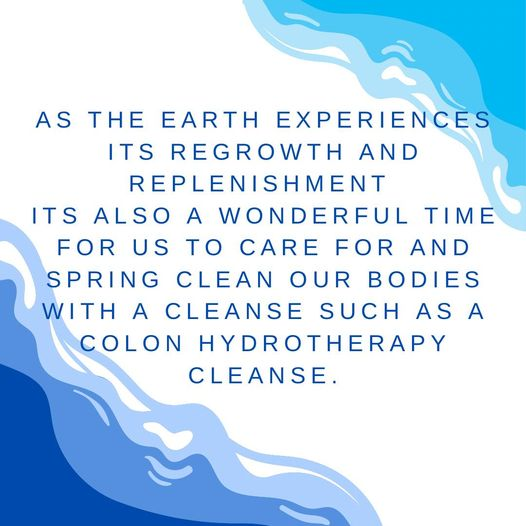 AS THE EARTH EXPERIENCES
ITS REGROWTH AND
REPLENISHMENT
ITS ALSO A WONDERFUL TIME
FOR US TO CARE FOR AND
SPRING CLEAN OUR BODIES
WITH A CLEANSE SUCH AS A
COLON HYDROTHERAPY
CLEANSE.